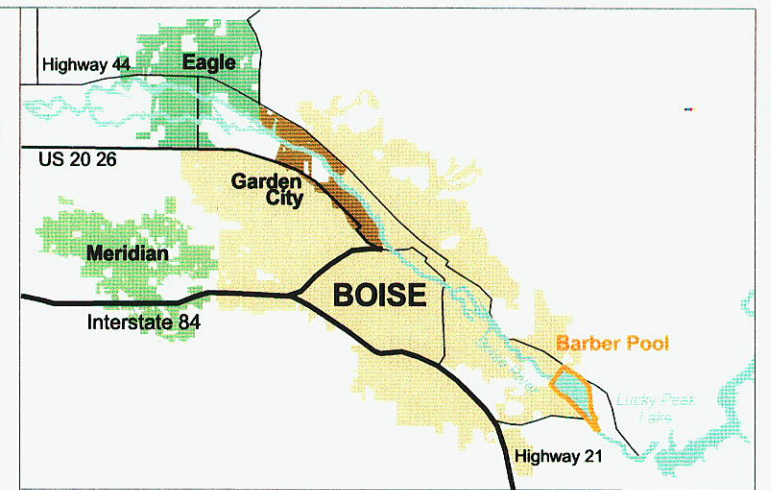 Highway 44
Eagle
US 20 26
Garden
City
Meridian
BOISE
Interstate 84
Barber Pool
Lucky Peak
Lake
Highway 21